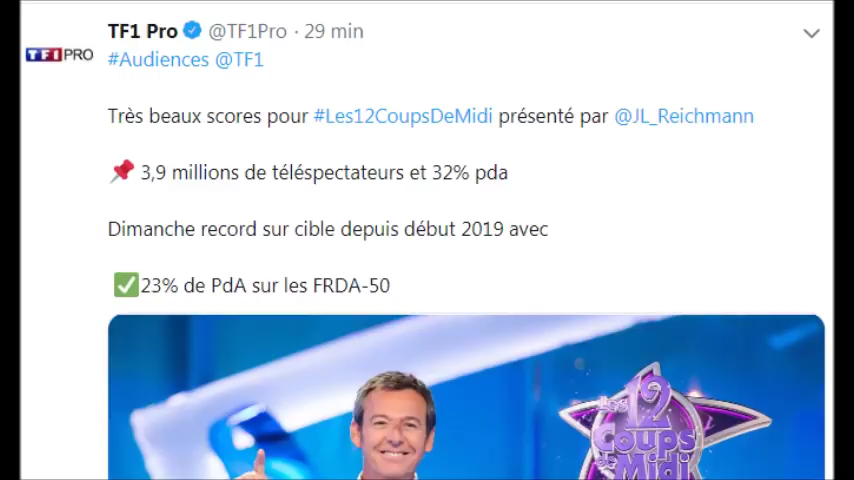 TF1 Pro @TF1Pro · 29 min
TF1 PRO
#Audiences @TF1
Très beaux scores pour #Les12CoupsDeMidi présenté par @JL_Reichmann
3,9 millions de téléspectateurs et 32% pda
Dimanche record sur cible depuis début 2019 avec
23% de PdA sur les FRDA-50
Les 12
Coups
de Midi